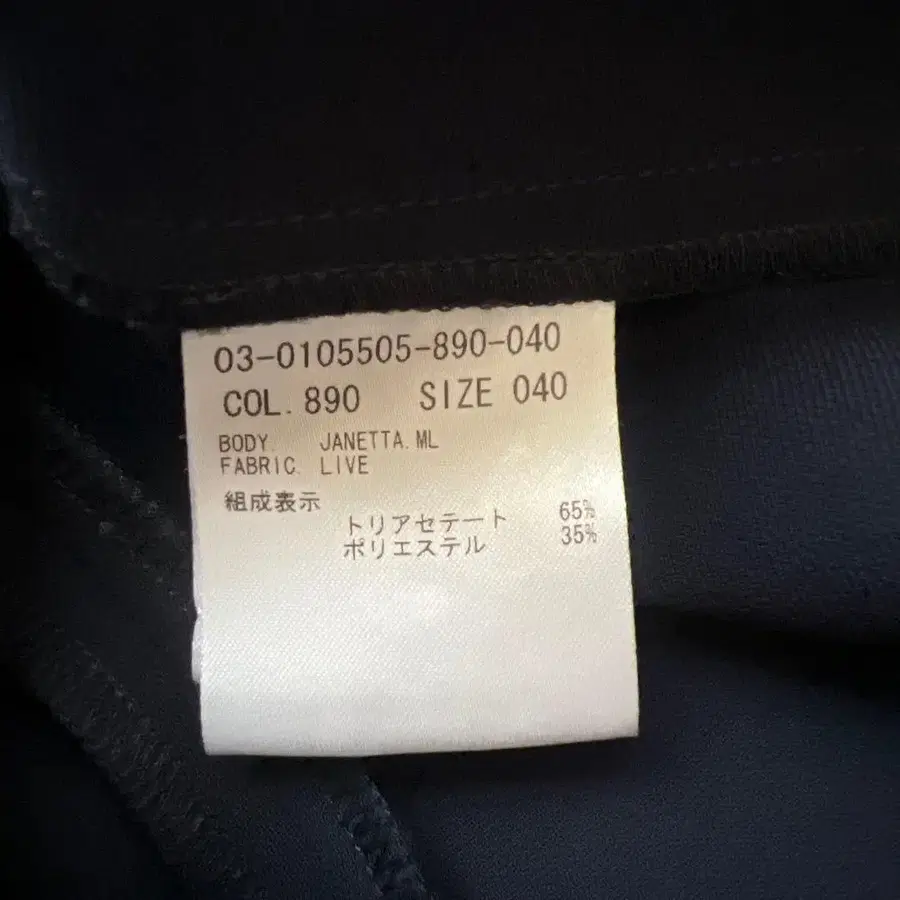 03-0105505-890-040
COL.890 SIZE 040
BODY. JANETTA.ML
FABRIC. LIVE
組成表示
トリアセテート 65%
ポリエステル 35%